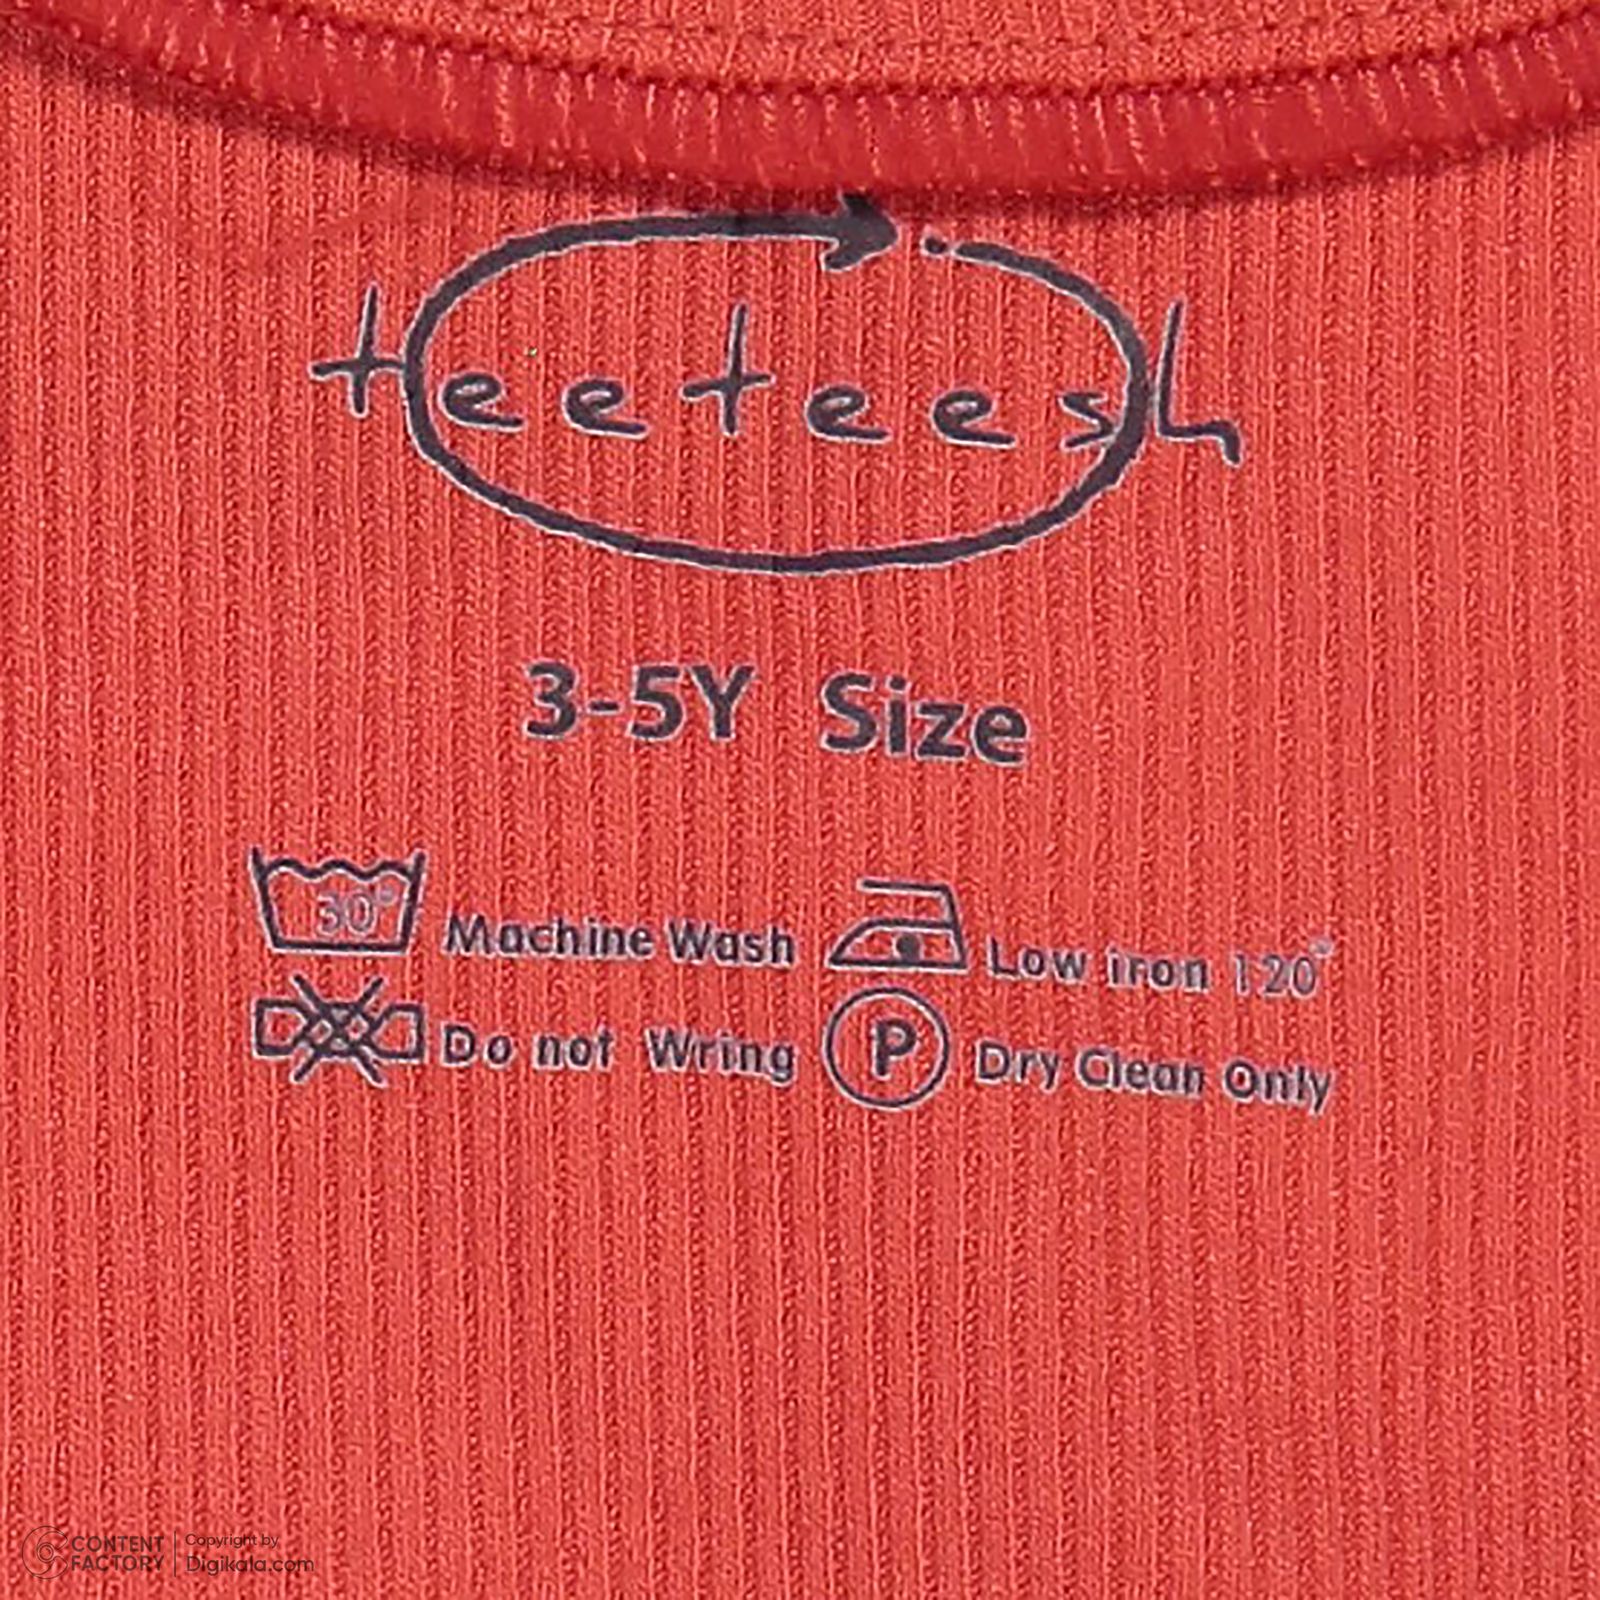 teeteesh
3-5Y Size
30° Machine Wash
Low iron 120°
Do not Wring
P Dry Clean Only
CONTENT FACTORY
Copyright by
Digikala.com